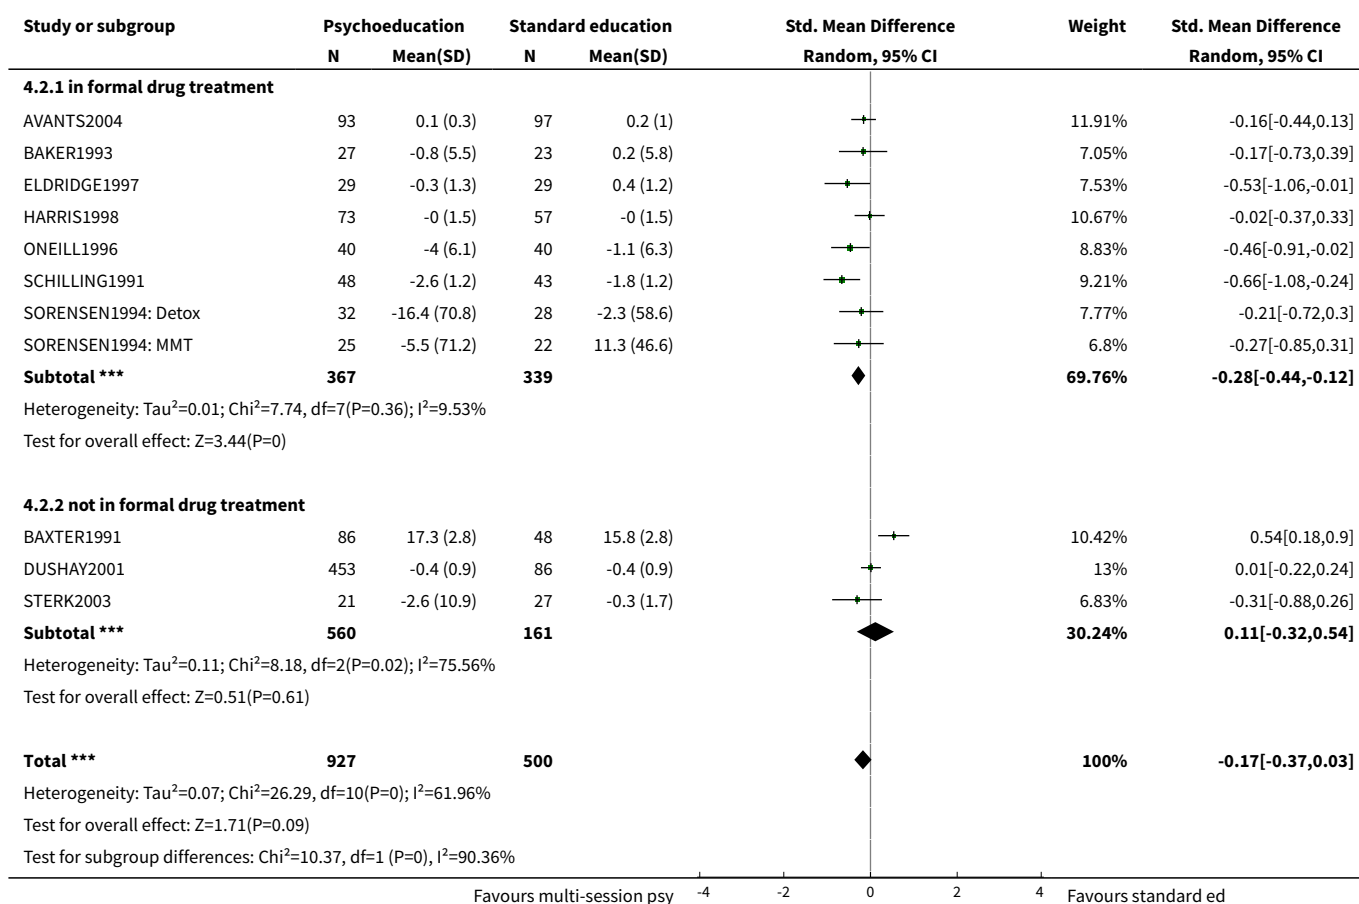 Study or subgroup Psychoeducation Standard education Std. Mean Difference Weight Std. Mean Difference
N Mean(SD) N Mean(SD) Random, 95% CI Random, 95% CI
4.2.1 in formal drug treatment
AVANTS2004 93 0.1 (0.3) 97 0.2 (1) 11.91% -0.16[-0.44,0.13]
BAKER1993 27 -0.8 (5.5) 23 0.2 (5.8) 7.05% -0.17[-0.73,0.39]
ELDRIDGE1997 29 -0.3 (1.3) 29 0.4 (1.2) 7.53% -0.53[-1.06,-0.01]
HARRIS1998 73 -0 (1.5) 57 -0 (1.5) 10.67% -0.02[-0.37,0.33]
ONEILL1996 40 -4 (6.1) 40 -1.1 (6.3) 8.83% -0.46[-0.91,-0.02]
SCHILLING1991 48 -2.6 (1.2) 43 -1.8 (1.2) 9.21% -0.66[-1.08,-0.24]
SORENSEN1994: Detox 32 -16.4 (70.8) 28 -2.3 (58.6) 7.77% -0.21[-0.72,0.3]
SORENSEN1994: MMT 25 -5.5 (71.2) 22 11.3 (46.6) 6.8% -0.27[-0.85,0.31]
Subtotal *** 367 339 69.76% -0.28[-0.44,-0.12]
Heterogeneity: Tau²=0.01; Chi²=7.74, df=7(P=0.36); I²=9.53%
Test for overall effect: Z=3.44(P=0)
4.2.2 not in formal drug treatment
BAXTER1991 86 17.3 (2.8) 48 15.8 (2.8) 10.42% 0.54[0.18,0.9]
DUSHAY2001 453 -0.4 (0.9) 86 -0.4 (0.9) 13% 0.01[-0.22,0.24]
STERK2003 21 -2.6 (10.9) 27 -0.3 (1.7) 6.83% -0.31[-0.88,0.26]
Subtotal *** 560 161 30.24% 0.11[-0.32,0.54]
Heterogeneity: Tau²=0.11; Chi²=8.18, df=2(P=0.02); I²=75.56%
Test for overall effect: Z=0.51(P=0.61)
Total *** 927 500 100% -0.17[-0.37,0.03]
Heterogeneity: Tau²=0.07; Chi²=26.29, df=10(P=0); I²=61.96%
Test for overall effect: Z=1.71(P=0.09)
Test for subgroup differences: Chi²=10.37, df=1 (P=0), I²=90.36%
Favours multi-session psy -4 -2 0 2 4 Favours standard ed